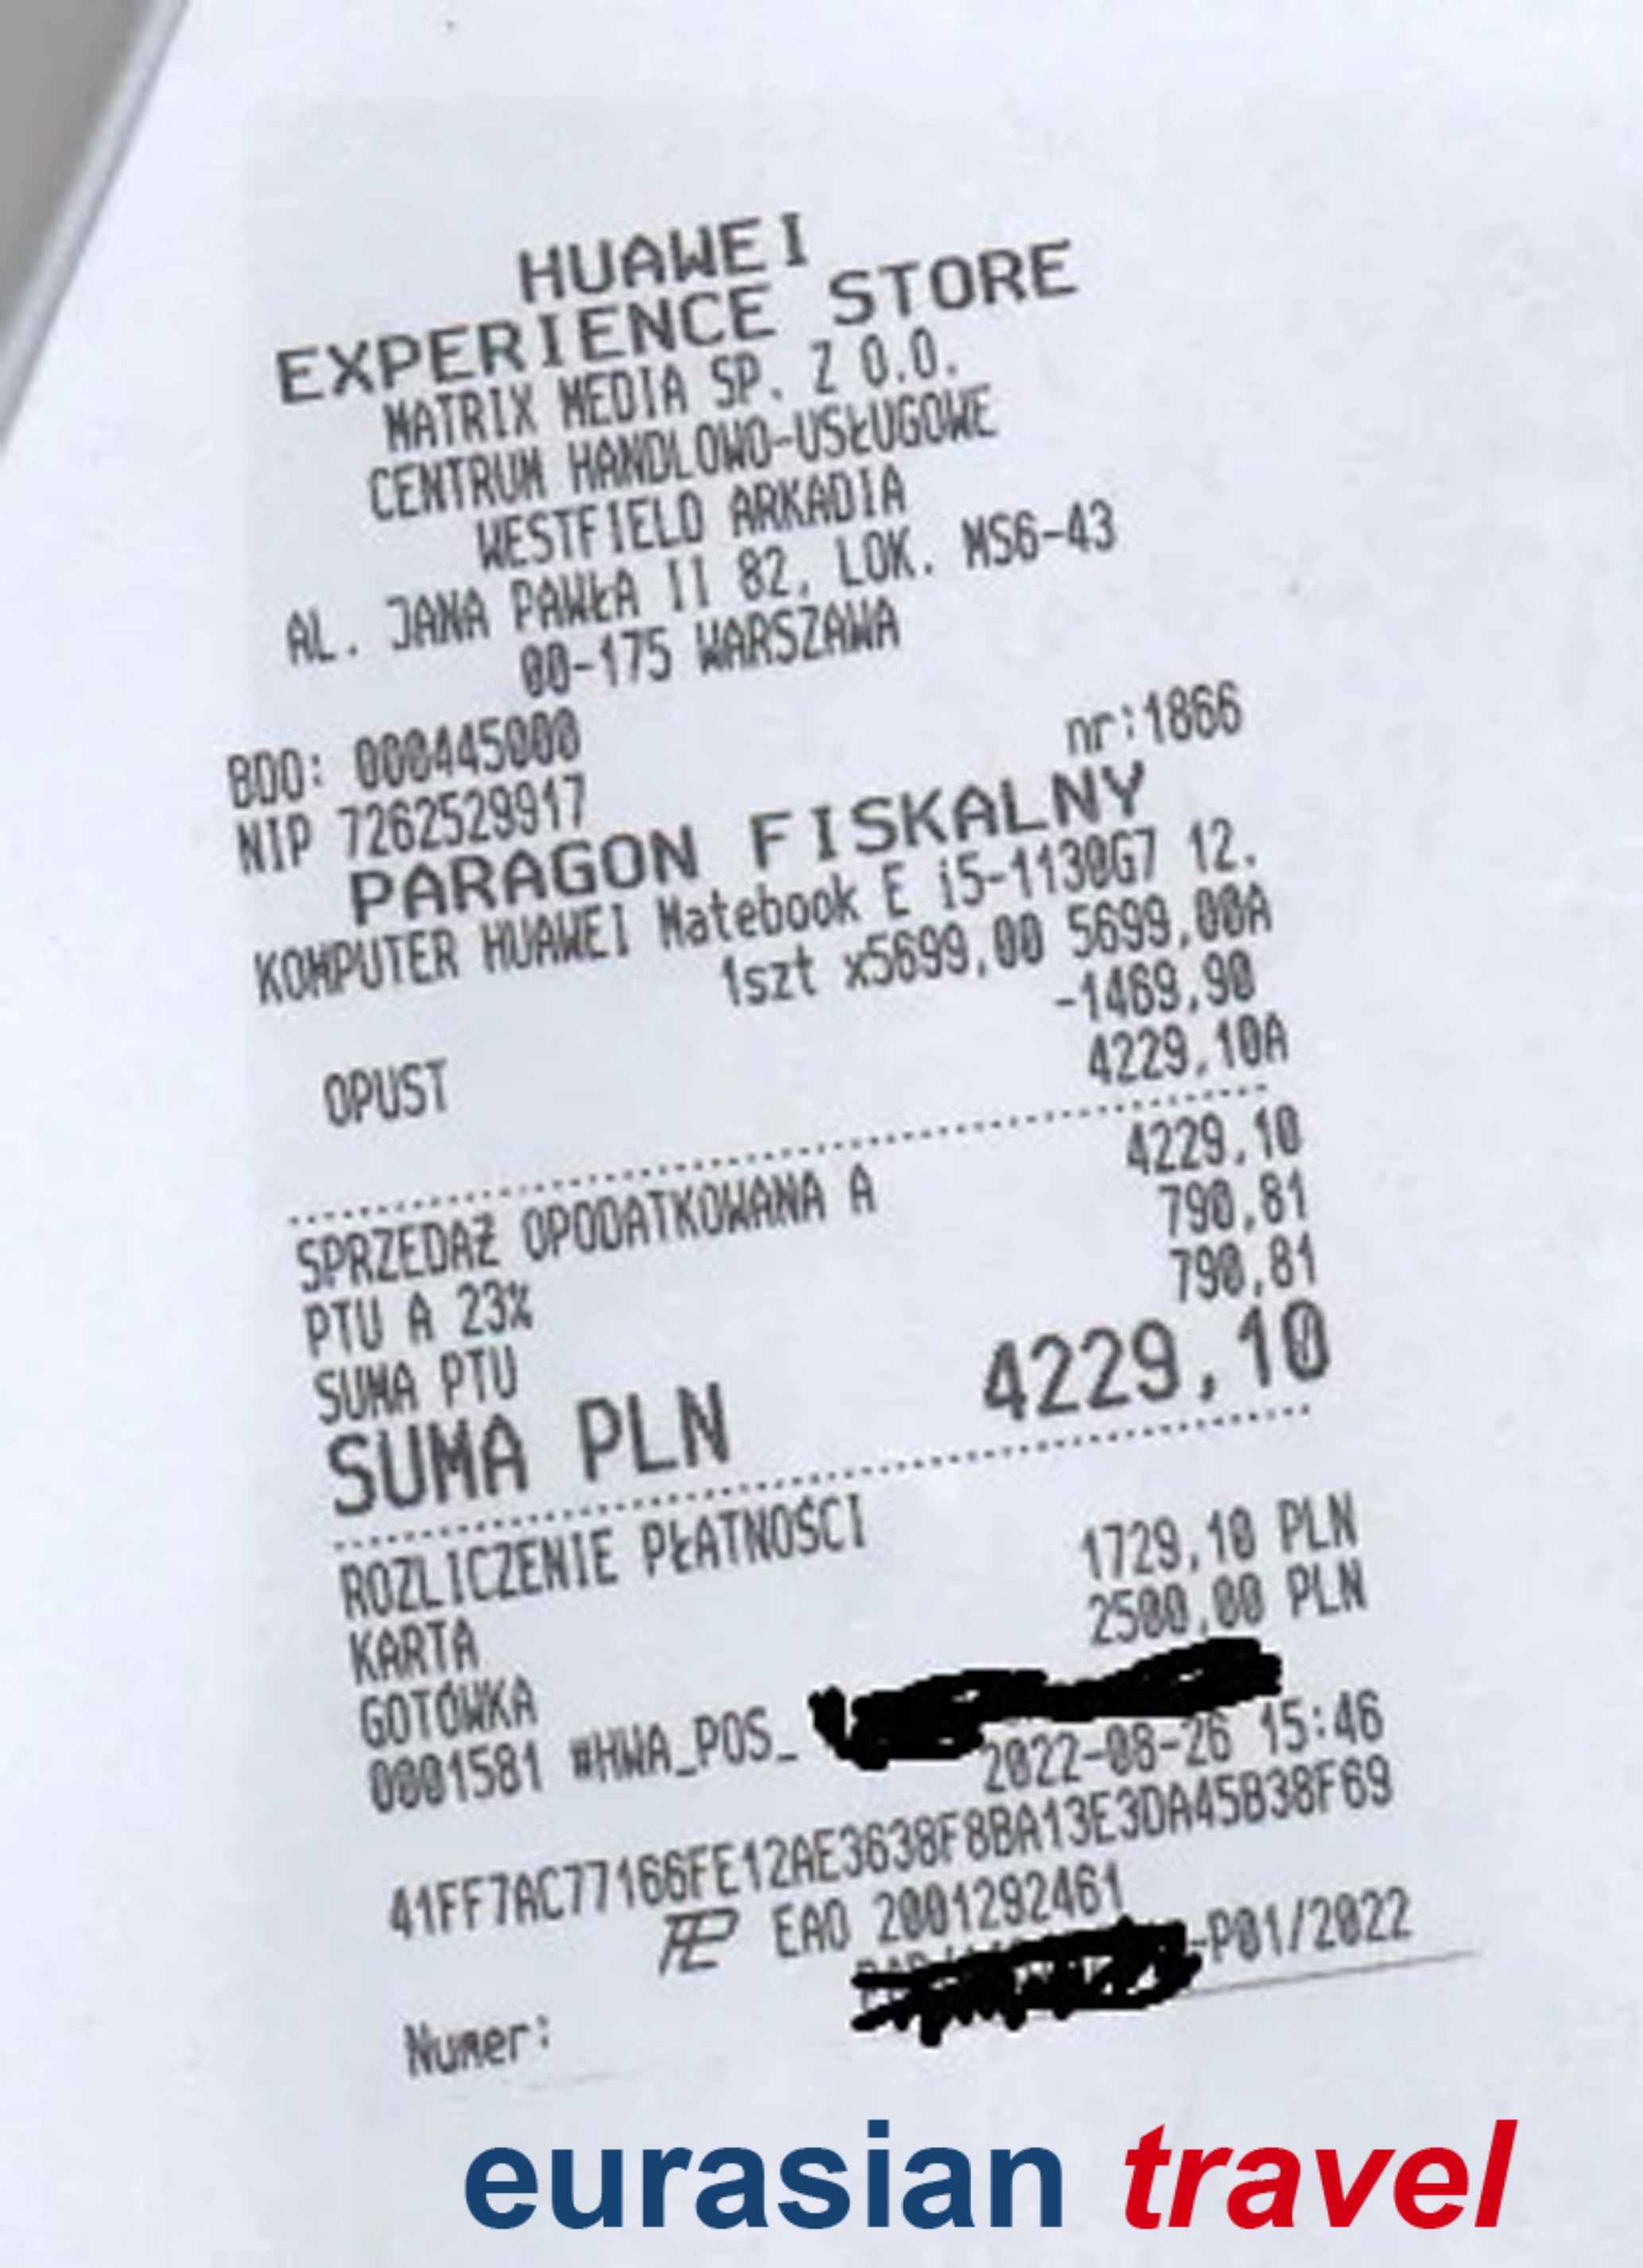 HUAWEI
EXPERIENCE STORE
MATRIX MEDIA SP. Z O.O.
CENTRUM HANDLOWO-USŁUGOWE
WESTFIELD ARKADIA
AL. JANA PAWŁA II 82, LOK. MS6-43
00-175 WARSZAWA
BDO: 000445000
NIP 7262529917 nr:1866
PARAGON FISKALNY
KOMPUTER HUAWEI Matebook E i5-1130G7 12.
1szt x5699,00 5699,00A
OPUST -1469,90
4229,10A
SPRZEDAŻ OPODATKOWANA A 4229,10
PTU A 23% 790,81
SUMA PTU 790,81
SUMA PLN 4229,10
ROZLICZENIE PŁATNOŚCI
KARTA 1729,10 PLN
GOTÓWKA 2500,00 PLN
0001581 #HWA_POS_
2022-08-26 15:46
41FF7AC77166FE12AE3638F8BA13E3DA45B38F69
EAO 2001292461
Numer: -P01/2022
eurasian travel